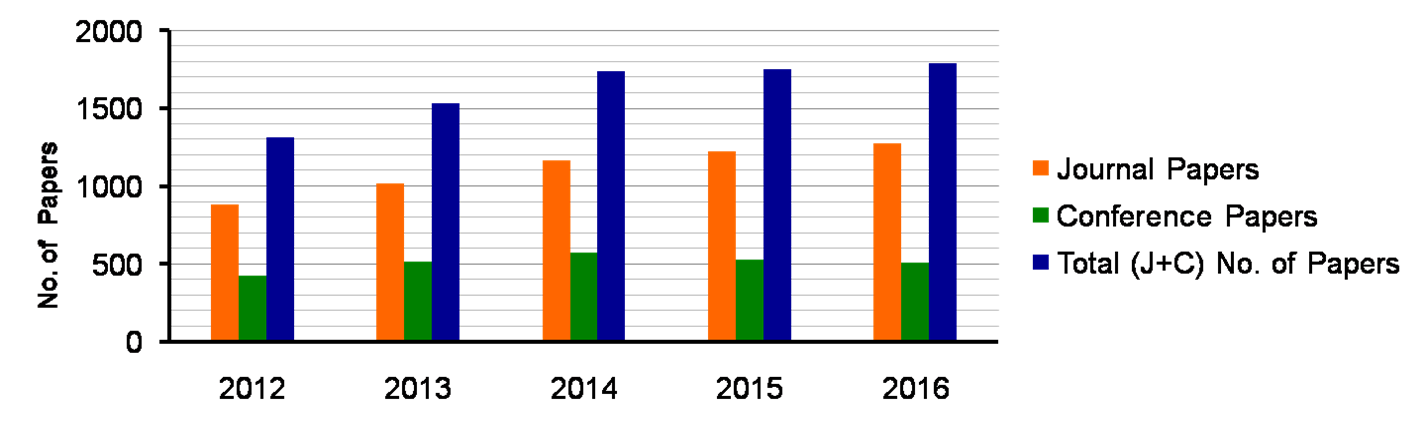 2000
1500
1000
500
0
No. of Papers
2012 2013 2014 2015 2016
Journal Papers
Conference Papers
Total (J+C) No. of Papers